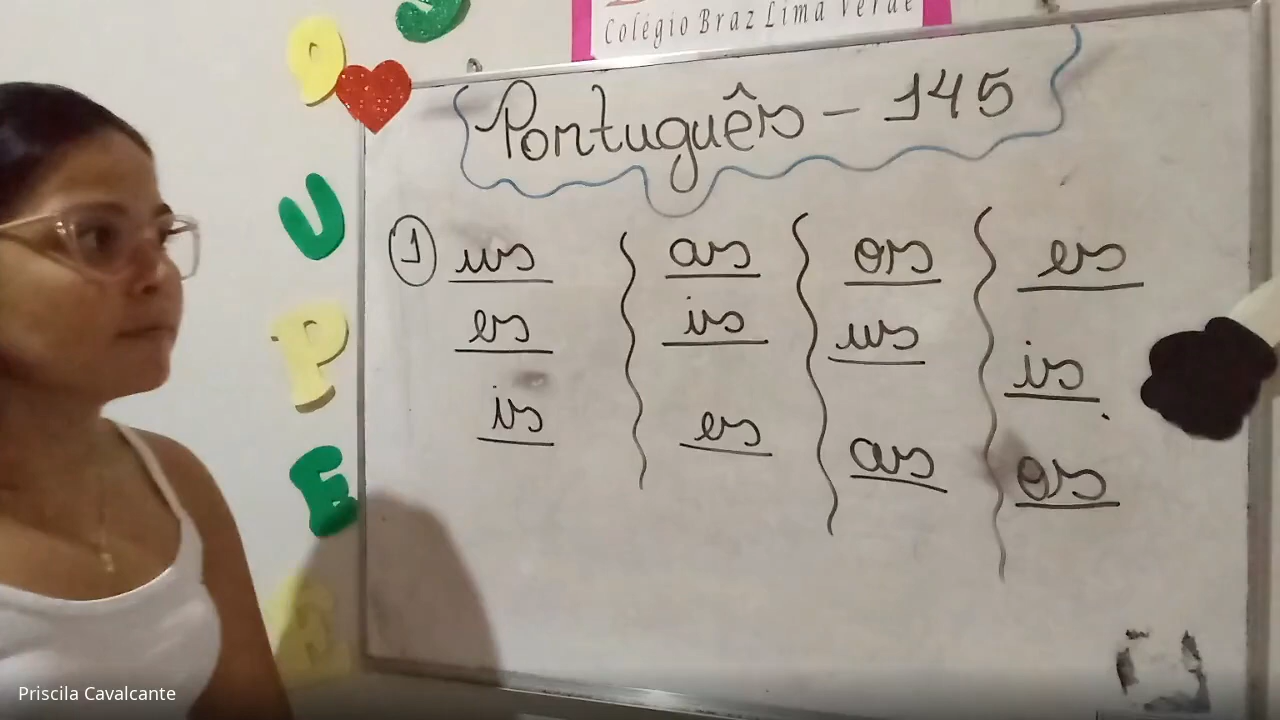 Colégio Braz Lima Verde
Português - 145
1 us as os es
es is us is
is es as os
O
U
P
E
Priscila Cavalcante